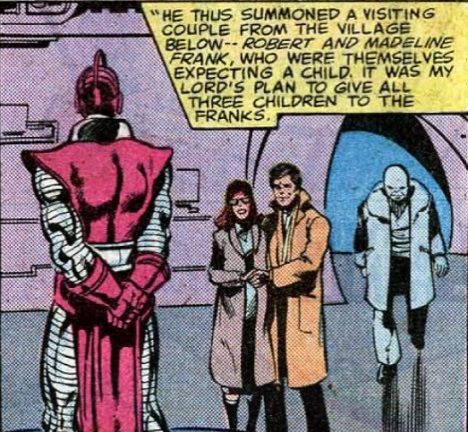 "HE THUS SUMMONED A VISITING
COUPLE FROM THE VILLAGE
BELOW-- ROBERT AND MADELINE
FRANK, WHO WERE THEMSELVES
EXPECTING A CHILD. IT WAS MY
LORD'S PLAN TO GIVE ALL
THREE CHILDREN TO THE
FRANKS.